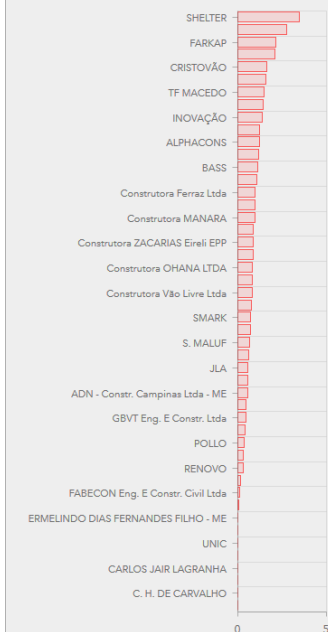 SHELTER
FARKAP
CRISTOVÃO
TF MACEDO
INOVAÇÃO
ALPHACONS
BASS
Construtora Ferraz Ltda
Construtora MANARA
Construtora ZACARIAS Eireli EPP
Construtora OHANA LTDA
Construtora Vão Livre Ltda
SMARK
S. MALUF
JLA
ADN - Constr. Campinas Ltda - ME
GBVT Eng. E Constr. Ltda
POLLO
RENOVO
FABECON Eng. E Constr. Civil Ltda
ERMELINDO DIAS FERNANDES FILHO - ME
UNIC
CARLOS JAIR LAGRANHA
C. H. DE CARVALHO
0 5